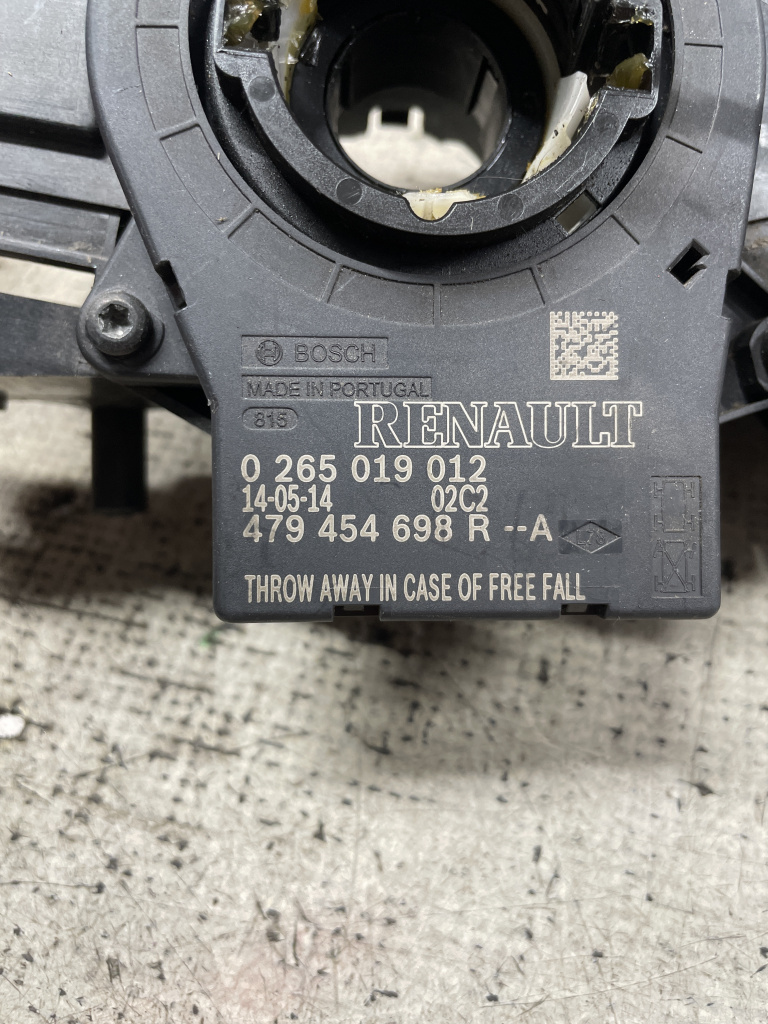 BOSCH
MADE IN PORTUGAL
815
RENAULT
0 265 019 012
14-05-14 02C2
479 454 698 R --A
THROW AWAY IN CASE OF FREE FALL